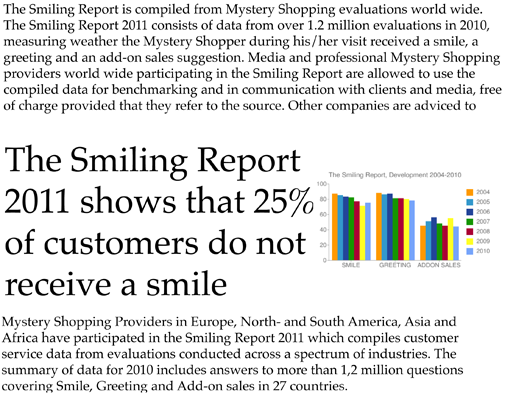 The Smiling Report is compiled from Mystery Shopping evaluations world wide.
The Smiling Report 2011 consists of data from over 1.2 million evaluations in 2010,
measuring weather the Mystery Shopper during his/her visit received a smile, a
greeting and an add-on sales suggestion. Media and professional Mystery Shopping
providers world wide participating in the Smiling Report are allowed to use the
compiled data for benchmarking and in communication with clients and media, free
of charge provided that they refer to the source. Other companies are adviced to
The Smiling Report
2011 shows that 25%
of customers do not
receive a smile
The Smiling Report, Development 2004-2010
100
80
60
40
20
0
SMILE GREETING ADDON SALES
2004
2005
2006
2007
2008
2009
2010
Mystery Shopping Providers in Europe, North- and South America, Asia and
Africa have participated in the Smiling Report 2011 which compiles customer
service data from evaluations conducted across a spectrum of industries. The
summary of data for 2010 includes answers to more than 1,2 million questions
covering Smile, Greeting and Add-on sales in 27 countries.